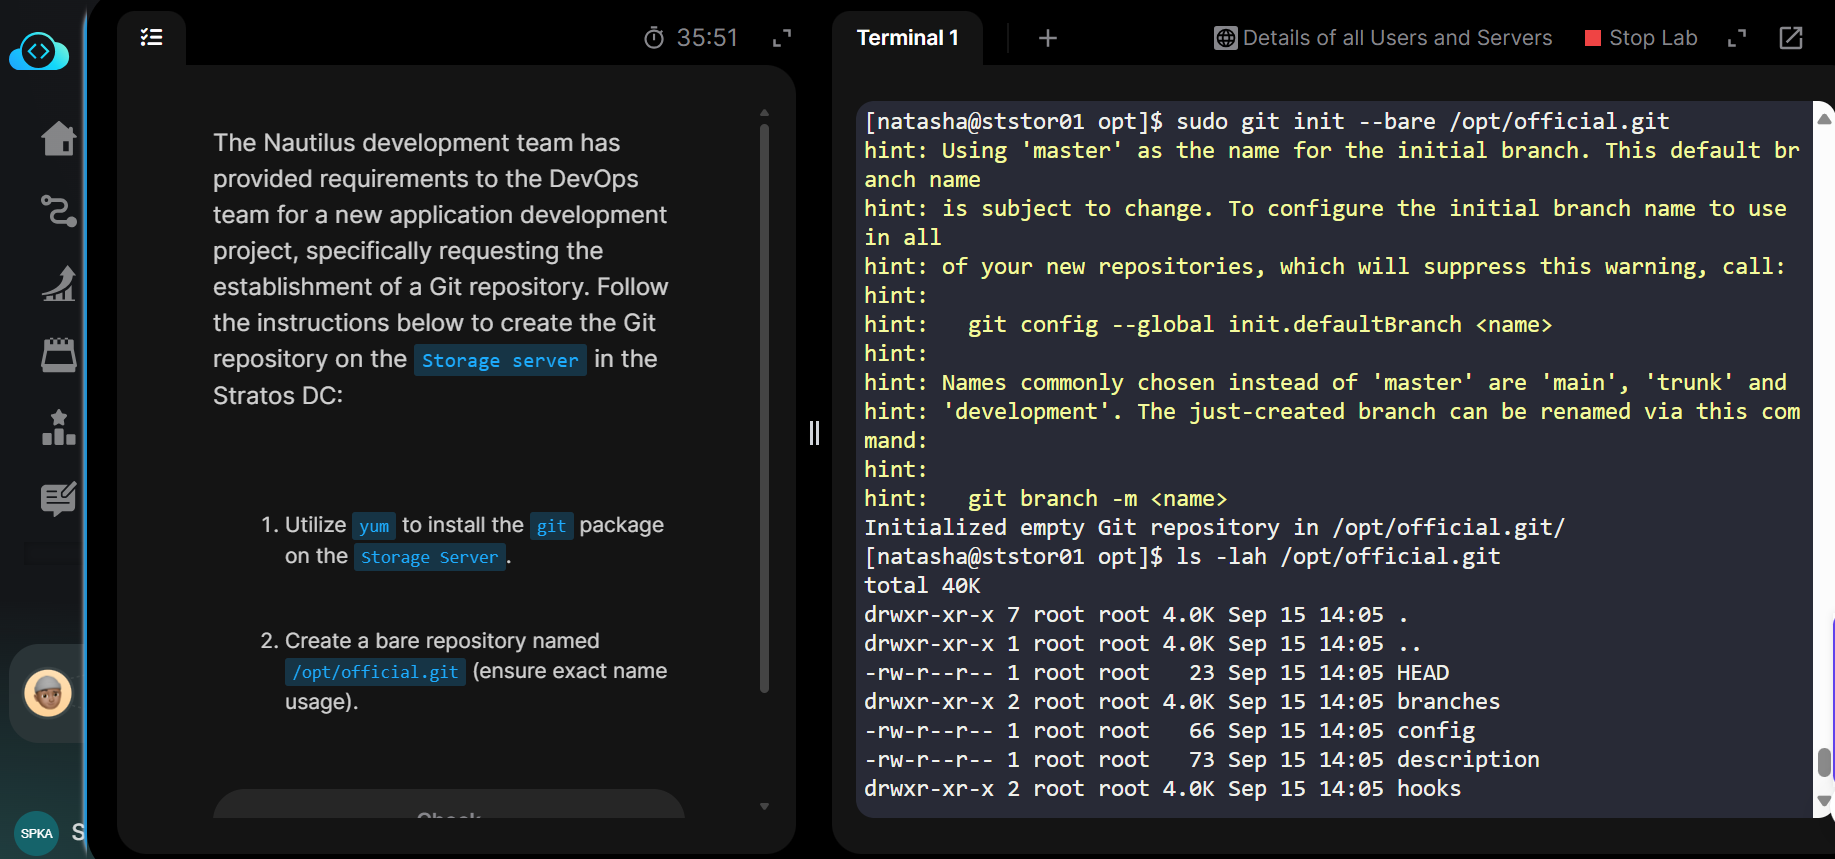 35:51
The Nautilus development team has
provided requirements to the DevOps
team for a new application development
project, specifically requesting the
establishment of a Git repository. Follow
the instructions below to create the Git
repository on the Storage server in the
Stratos DC:
1. Utilize yum to install the git package
on the Storage Server.
2. Create a bare repository named
/opt/official.git (ensure exact name
usage).
Check
SPKA S
Terminal 1 +
Details of all Users and Servers Stop Lab
[natasha@ststor01 opt]$ sudo git init --bare /opt/official.git
hint: Using 'master' as the name for the initial branch. This default br
anch name
hint: is subject to change. To configure the initial branch name to use
in all
hint: of your new repositories, which will suppress this warning, call:
hint:
hint:   git config --global init.defaultBranch <name>
hint:
hint: Names commonly chosen instead of 'master' are 'main', 'trunk' and
hint: 'development'. The just-created branch can be renamed via this com
mand:
hint:
hint:   git branch -m <name>
Initialized empty Git repository in /opt/official.git/
[natasha@ststor01 opt]$ ls -lah /opt/official.git
total 40K
drwxr-xr-x 7 root root 4.0K Sep 15 14:05 .
drwxr-xr-x 1 root root 4.0K Sep 15 14:05 ..
-rw-r--r-- 1 root root   23 Sep 15 14:05 HEAD
drwxr-xr-x 2 root root 4.0K Sep 15 14:05 branches
-rw-r--r-- 1 root root   66 Sep 15 14:05 config
-rw-r--r-- 1 root root   73 Sep 15 14:05 description
drwxr-xr-x 2 root root 4.0K Sep 15 14:05 hooks